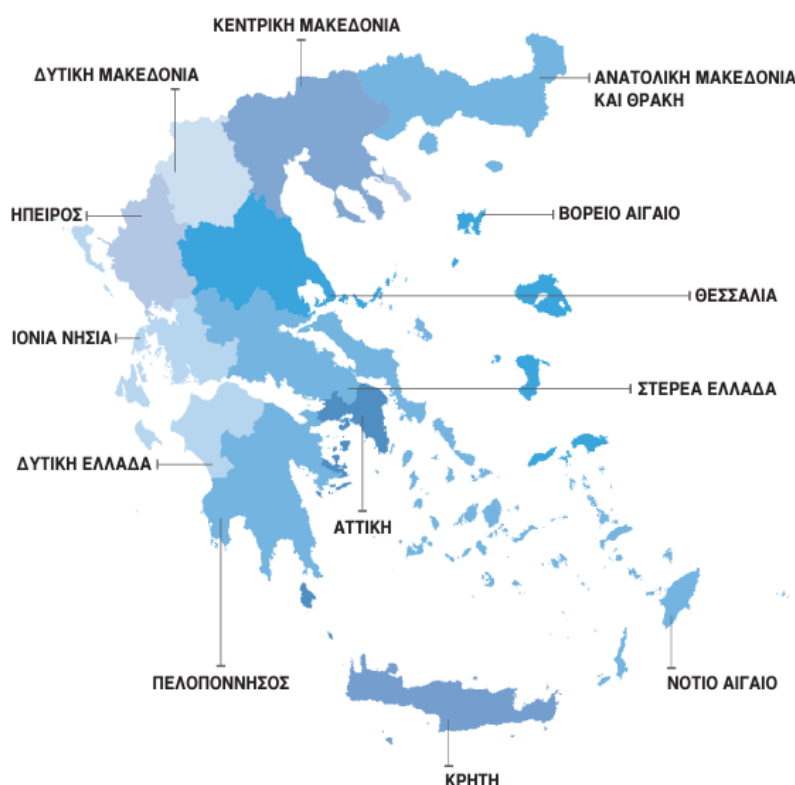 ΚΕΝΤΡΙΚΗ ΜΑΚΕΔΟΝΙΑ
ΔΥΤΙΚΗ ΜΑΚΕΔΟΝΙΑ
ΑΝΑΤΟΛΙΚΗ ΜΑΚΕΔΟΝΙΑ
ΚΑΙ ΘΡΑΚΗ
ΗΠΕΙΡΟΣ
ΒΟΡΕΙΟ ΑΙΓΑΙΟ
ΘΕΣΣΑΛΙΑ
ΙΟΝΙΑ ΝΗΣΙΑ
ΣΤΕΡΕΑ ΕΛΛΑΔΑ
ΔΥΤΙΚΗ ΕΛΛΑΔΑ
ΑΤΤΙΚΗ
ΠΕΛΟΠΟΝΝΗΣΟΣ
ΝΟΤΙΟ ΑΙΓΑΙΟ
ΚΡΗΤΗ